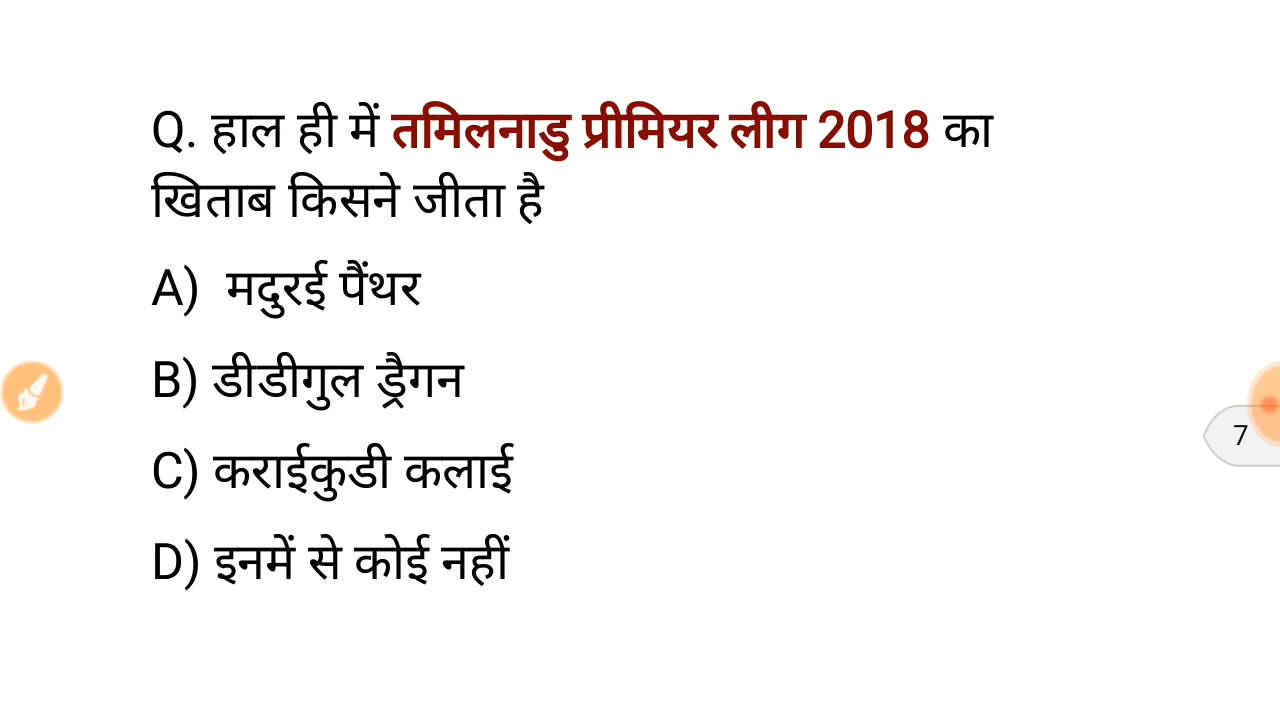 Q. हाल ही में तमिलनाडु प्रीमियर लीग 2018 का
खिताब किसने जीता है
A) मदुरई पैंथर
B) डीडीगुल ड्रैगन
C) कराईकुडी कलाई
D) इनमें से कोई नहीं
7